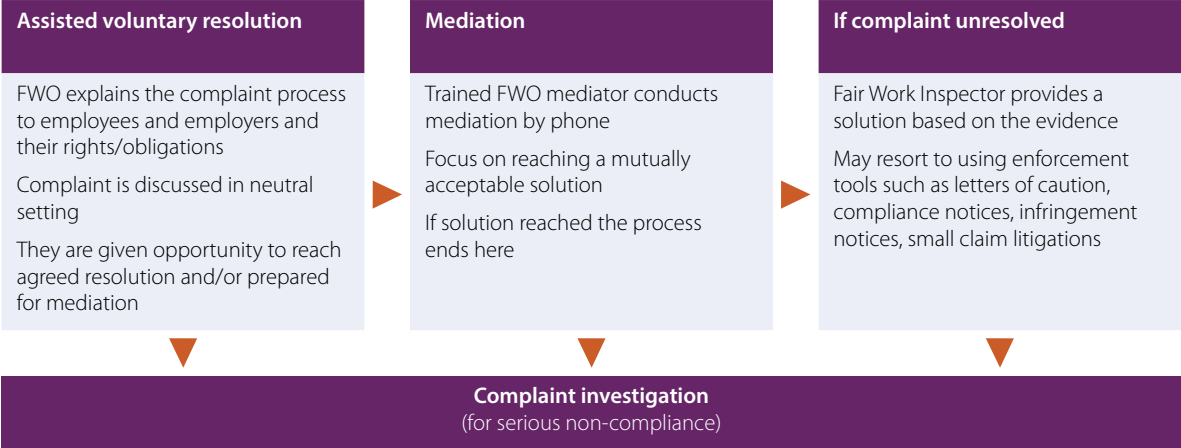 Assisted voluntary resolution
FWO explains the complaint process
to employees and employers and
their rights/obligations
Complaint is discussed in neutral
setting
They are given opportunity to reach
agreed resolution and/or prepared
for mediation
Mediation
Trained FWO mediator conducts
mediation by phone
Focus on reaching a mutually
acceptable solution
If solution reached the process
ends here
If complaint unresolved
Fair Work Inspector provides a
solution based on the evidence
May resort to using enforcement
tools such as letters of caution,
compliance notices, infringement
notices, small claim litigations
Complaint investigation
(for serious non-compliance)